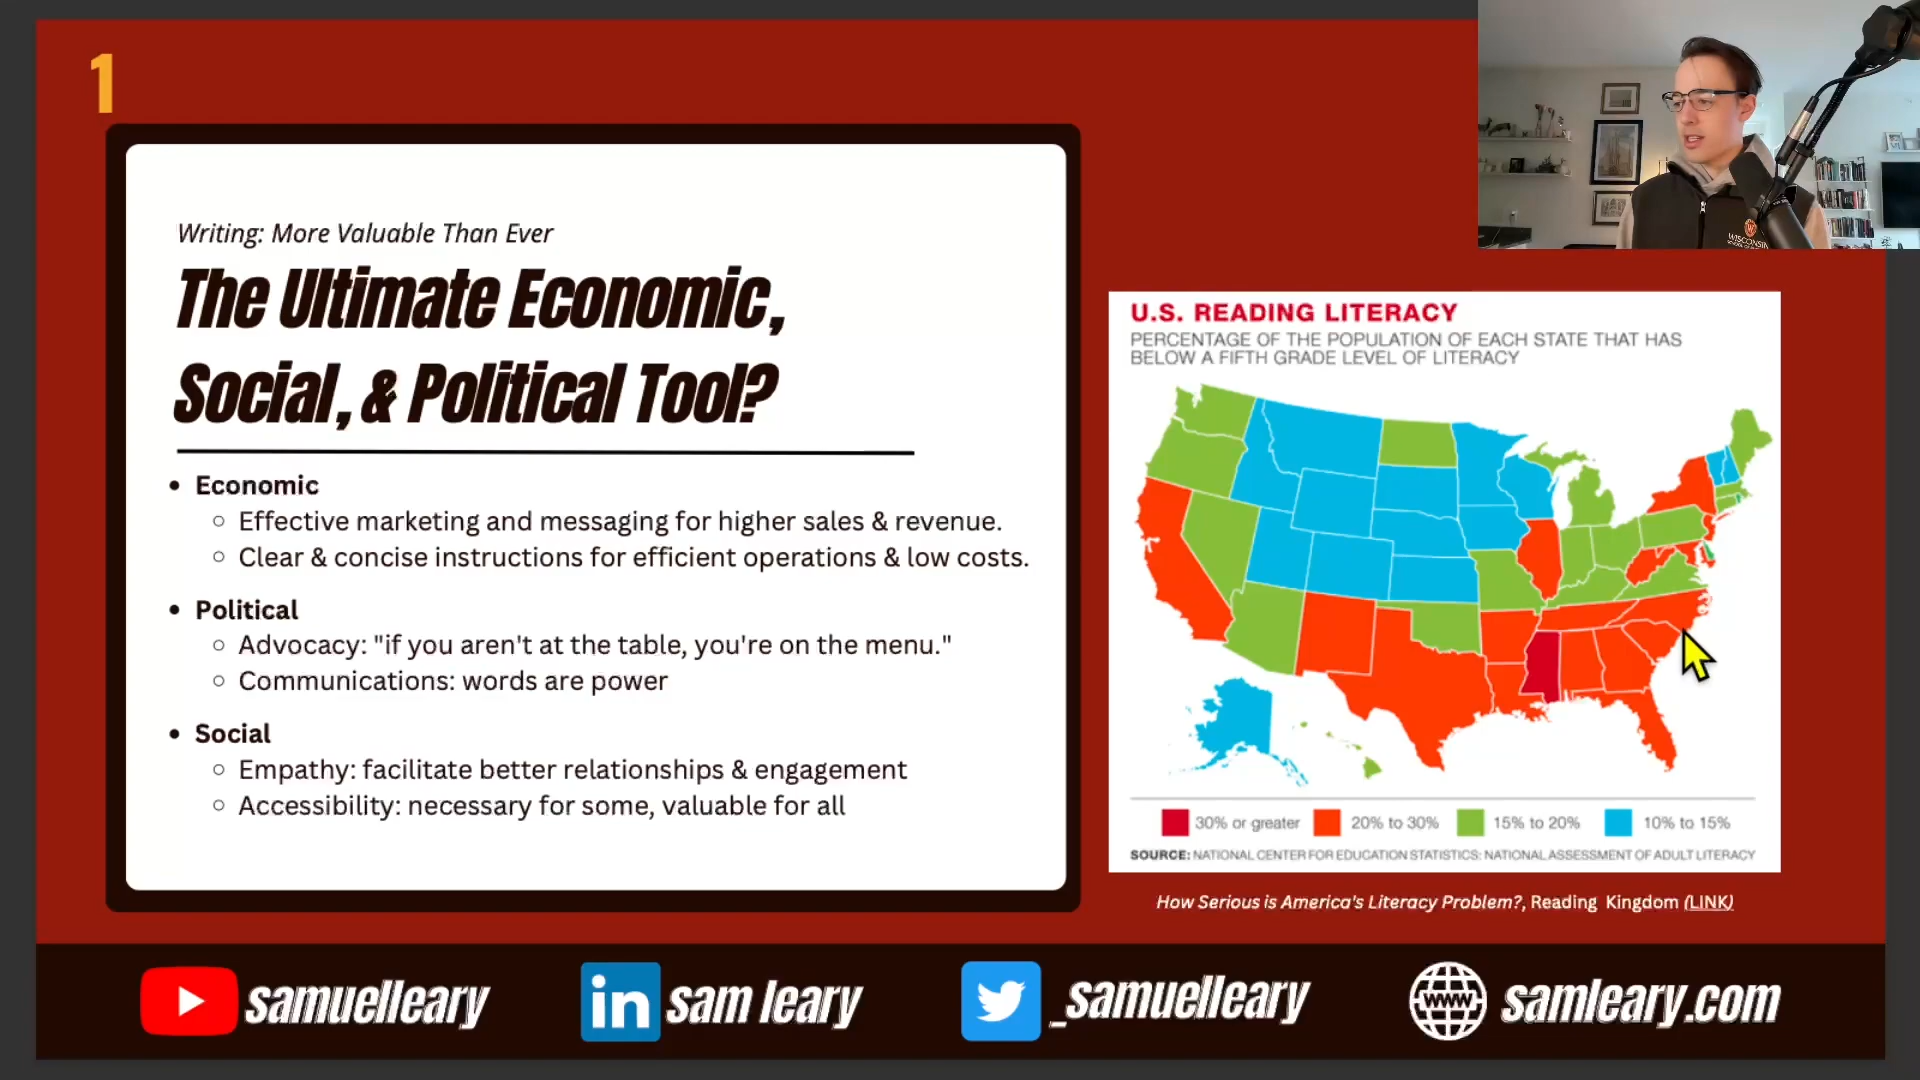 1
Writing: More Valuable Than Ever
The Ultimate Economic,
Social, & Political Tool?
• Economic
○ Effective marketing and messaging for higher sales & revenue.
○ Clear & concise instructions for efficient operations & low costs.
• Political
○ Advocacy: "if you aren't at the table, you're on the menu."
○ Communications: words are power
• Social
○ Empathy: facilitate better relationships & engagement
○ Accessibility: necessary for some, valuable for all
WISCONSIN
U.S. READING LITERACY
PERCENTAGE OF THE POPULATION OF EACH STATE THAT HAS
BELOW A FIFTH GRADE LEVEL OF LITERACY
30% or greater 20% to 30% 15% to 20% 10% to 15%
SOURCE: NATIONAL CENTER FOR EDUCATION STATISTICS: NATIONAL ASSESSMENT OF ADULT LITERACY
How Serious is America's Literacy Problem?, Reading Kingdom (LINK)
samuelleary in sam leary _samuelleary www samleary.com